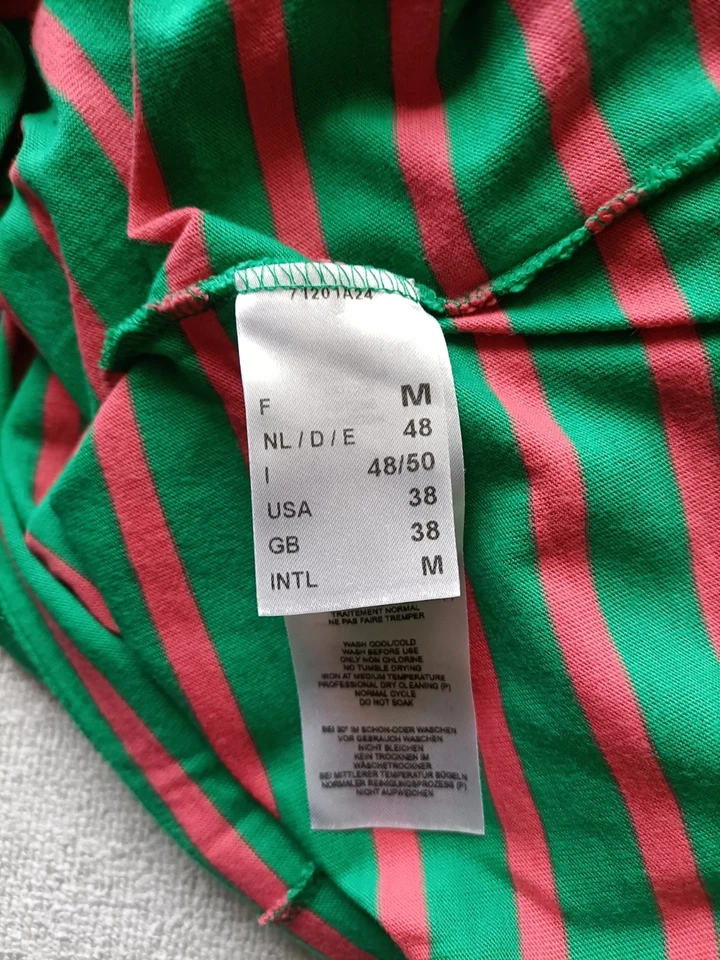 71201A24
F M
NL / D / E 48
I 48/50
USA 38
GB 38
INTL M
TRAITEMENT NORMAL
NE PAS FAIRE TREMPER
WASH COOL/COLD
WASH BEFORE USE
ONLY NON CHLORINE
NO TUMBLE DRYING
IRON AT MEDIUM TEMPERATURE
PROFESSIONAL DRY CLEANING (P)
NORMAL CYCLE
DO NOT SOAK
BEI 30° IM SCHON-ODER WASCHEN
VOR GEBRAUCH WASCHEN
NICHT BLEICHEN
KEIN TROCKNEN IM
WÄSCHETROCKNER
BEI MITTLERER TEMPERATUR BÜGELN
NORMALER REINIGUNGSPROZESS (P)
NICHT AUFWEICHEN